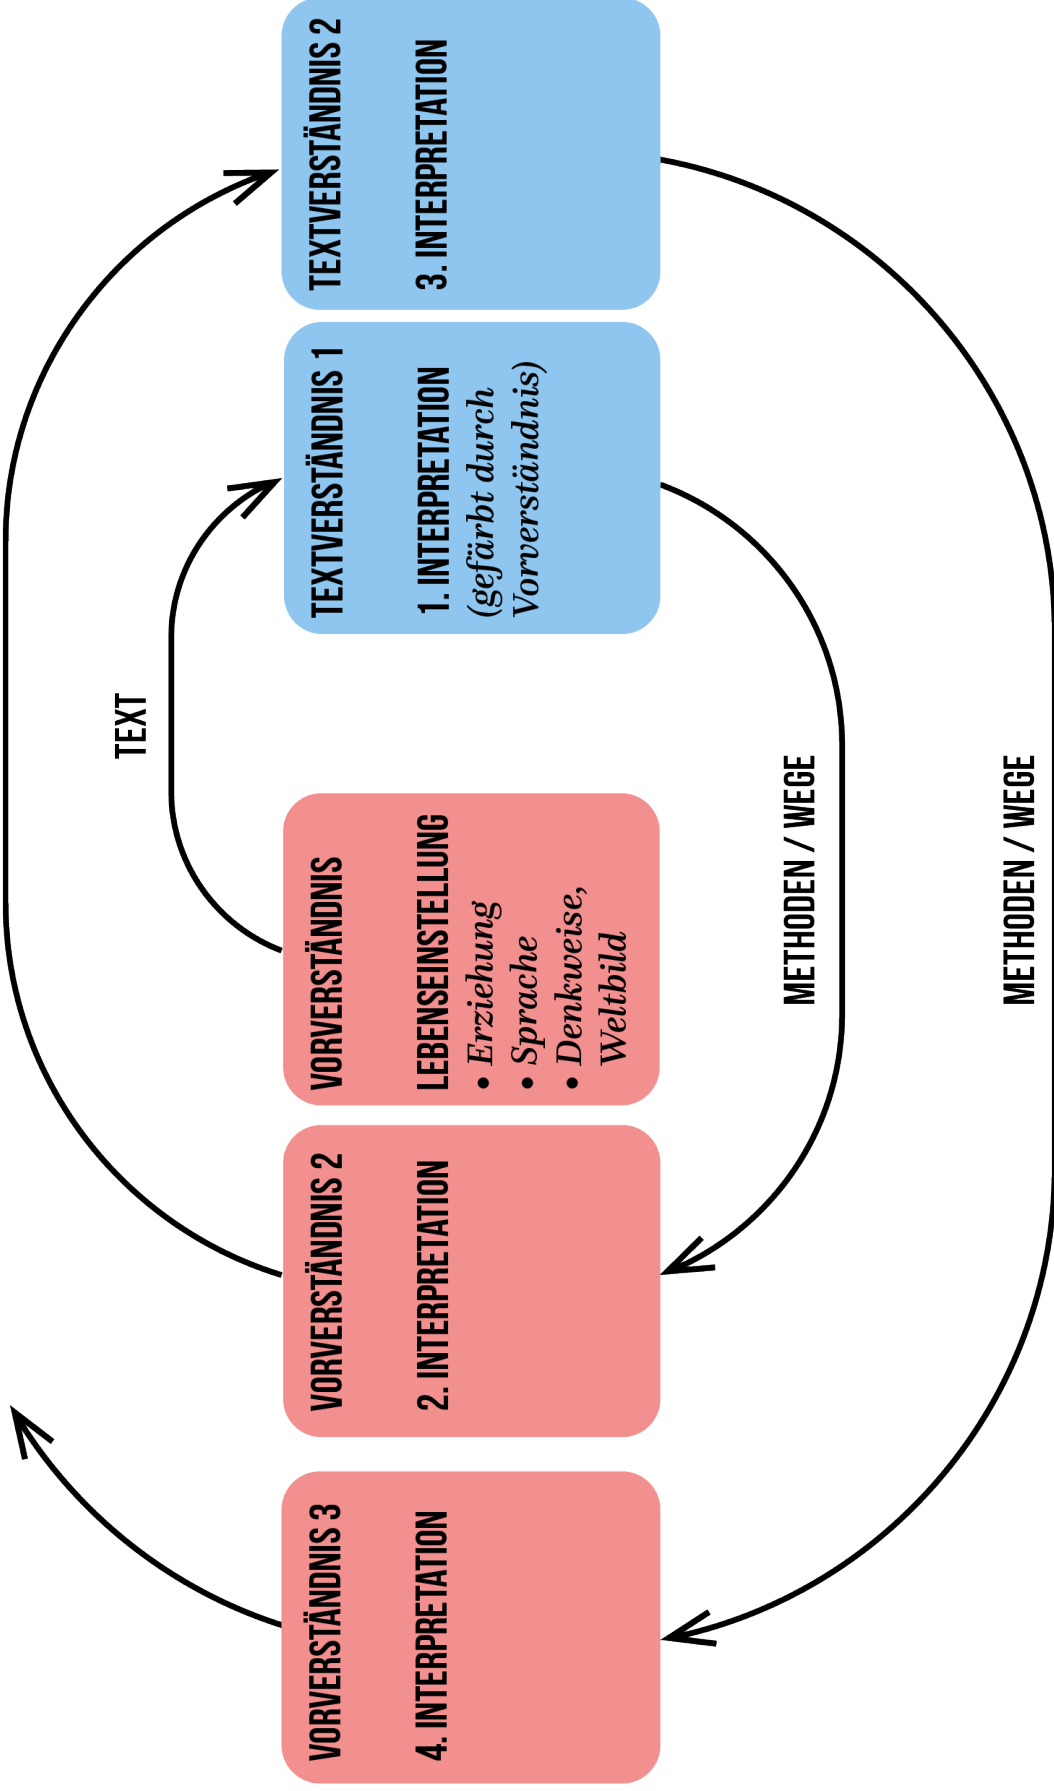 TEXT
VORVERSTÄNDNIS 3
4. INTERPRETATION
VORVERSTÄNDNIS 2
2. INTERPRETATION
VORVERSTÄNDNIS
LEBENSEINSTELLUNG
• Erziehung
• Sprache
• Denkweise,
Weltbild
TEXTVERSTÄNDNIS 1
1. INTERPRETATION
(gefärbt durch
Vorverständnis)
TEXTVERSTÄNDNIS 2
3. INTERPRETATION
METHODEN / WEGE
METHODEN / WEGE